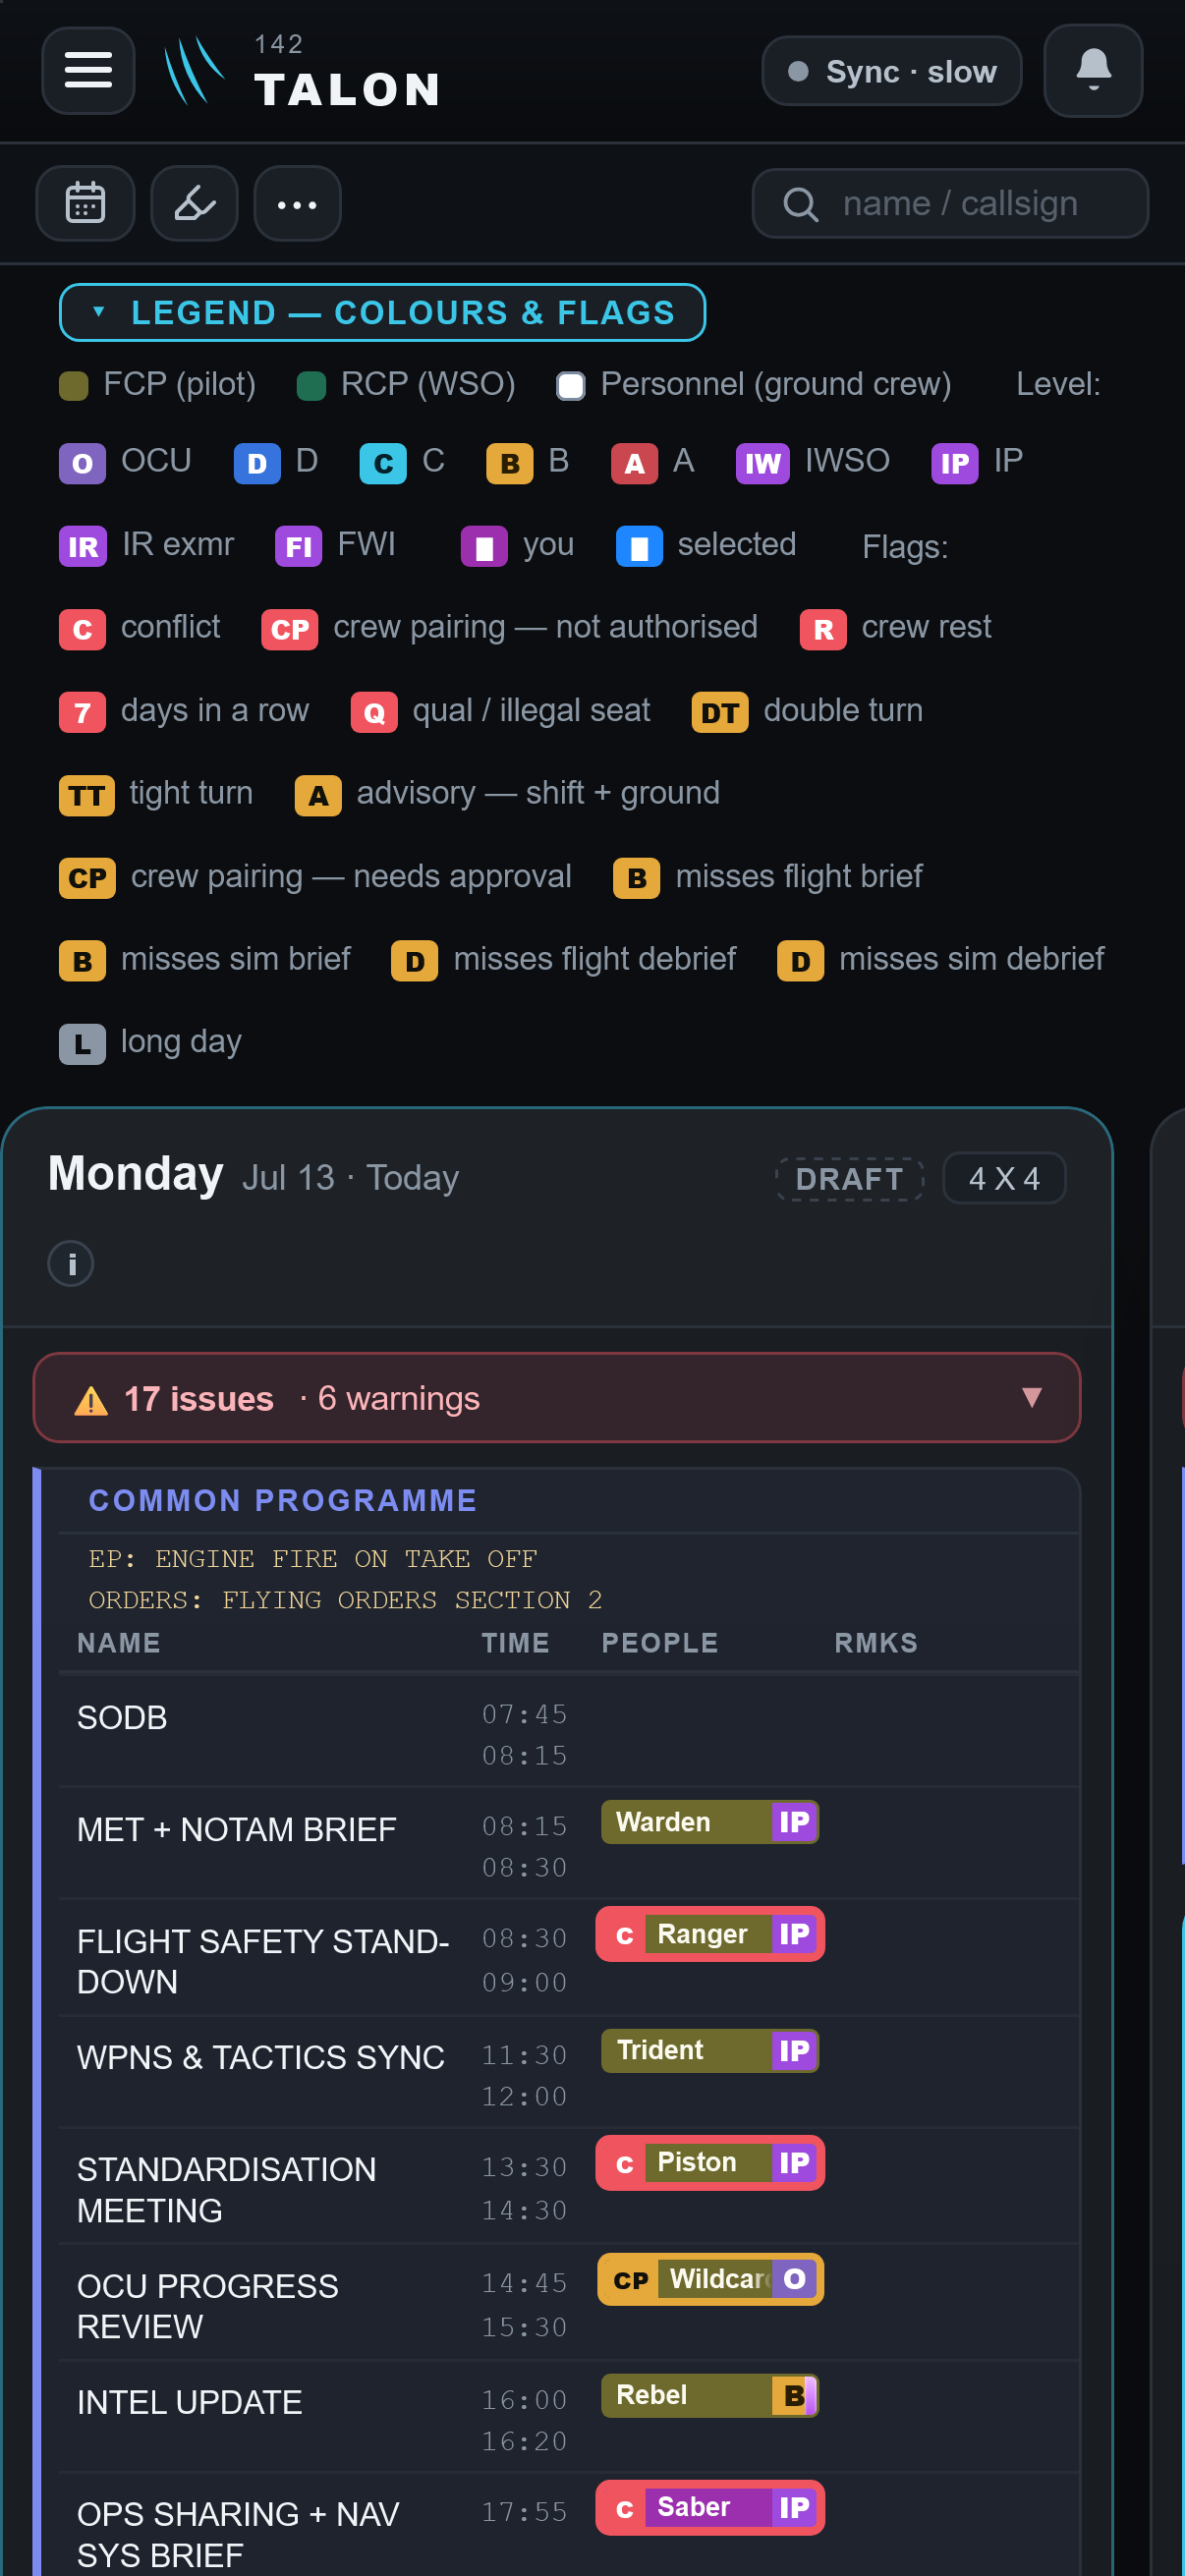 142
TALON
Sync · slow
name / callsign
▼ LEGEND — COLOURS & FLAGS
FCP (pilot) RCP (WSO) Personnel (ground crew) Level:
O OCU D D C C B B A A IW IWSO IP IP
IR IR exmr FI FWI you selected Flags:
C conflict CP crew pairing — not authorised R crew rest
7 days in a row Q qual / illegal seat DT double turn
TT tight turn A advisory — shift + ground
CP crew pairing — needs approval B misses flight brief
B misses sim brief D misses flight debrief D misses sim debrief
L long day
Monday Jul 13 · Today DRAFT 4 X 4
i
17 issues · 6 warnings ▼
COMMON PROGRAMME
EP: ENGINE FIRE ON TAKE OFF
ORDERS: FLYING ORDERS SECTION 2
NAME TIME PEOPLE RMKS
SODB 07:45
08:15
MET + NOTAM BRIEF 08:15 Warden IP
08:30
FLIGHT SAFETY STAND- 08:30 C Ranger IP
DOWN 09:00
WPNS & TACTICS SYNC 11:30 Trident IP
12:00
STANDARDISATION 13:30 C Piston IP
MEETING 14:30
OCU PROGRESS 14:45 CP Wildcard O
REVIEW 15:30
INTEL UPDATE 16:00 Rebel B
16:20
OPS SHARING + NAV 17:55 C Saber IP
SYS BRIEF